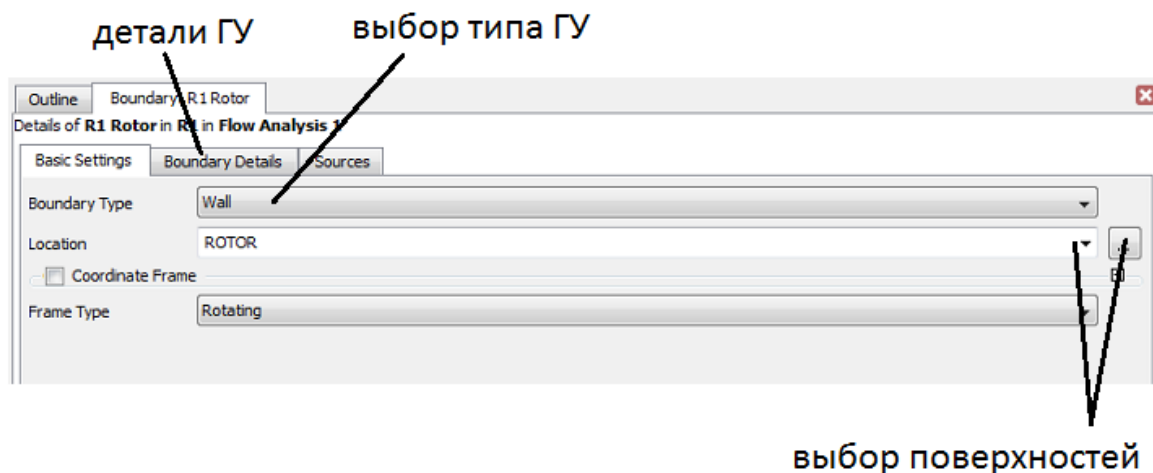 детали ГУ выбор типа ГУ
Outline Boundary: R1 Rotor
Details of R1 Rotor in R1 in Flow Analysis 1
Basic Settings Boundary Details Sources
Boundary Type Wall
Location ROTOR
Coordinate Frame
Frame Type Rotating
выбор поверхностей